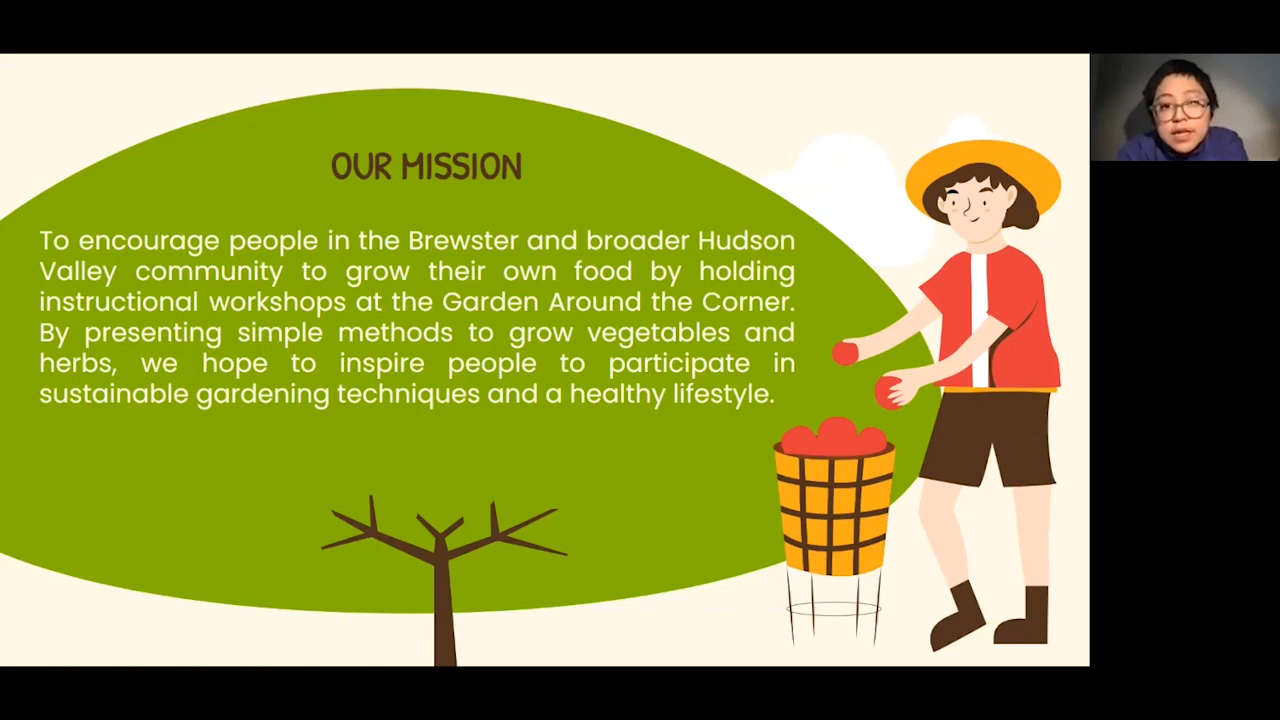 OUR MISSION
To encourage people in the Brewster and broader Hudson
Valley community to grow their own food by holding
instructional workshops at the Garden Around the Corner.
By presenting simple methods to grow vegetables and
herbs, we hope to inspire people to participate in
sustainable gardening techniques and a healthy lifestyle.